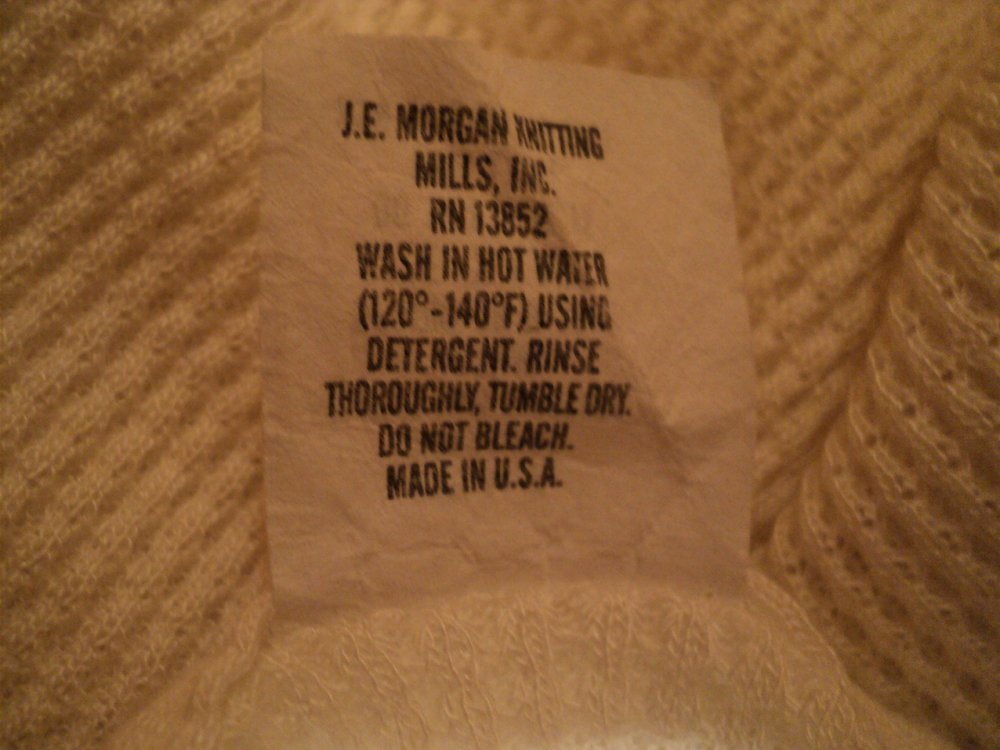 J.E. MORGAN KNITTING
MILLS, INC.
RN 13852
WASH IN HOT WATER
(120°-140°F) USING
DETERGENT. RINSE
THOROUGHLY, TUMBLE DRY.
DO NOT BLEACH.
MADE IN U.S.A.